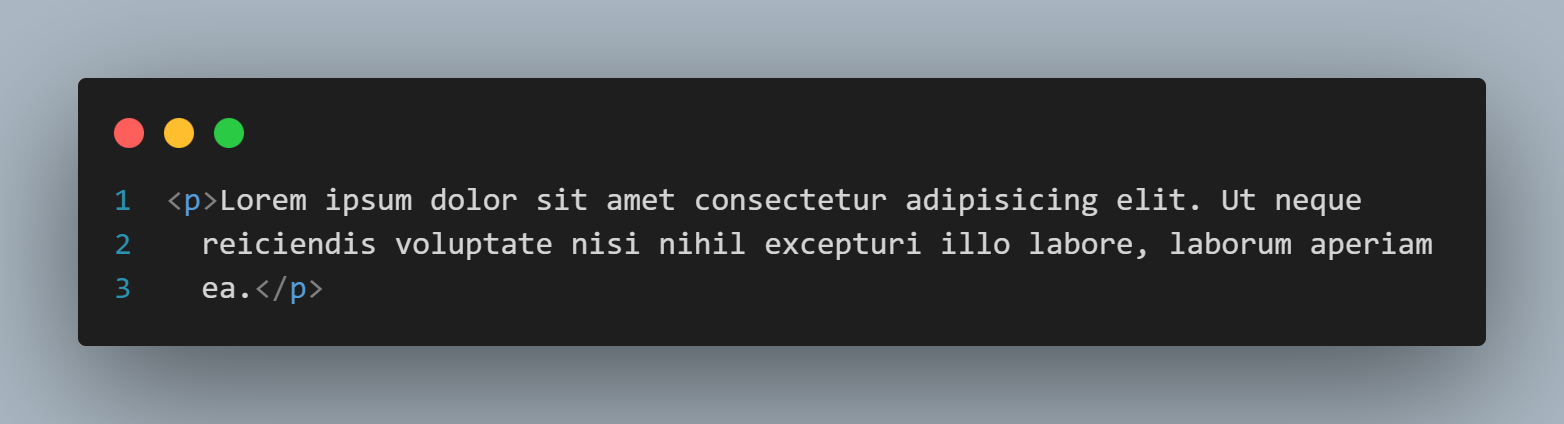 1 <p>Lorem ipsum dolor sit amet consectetur adipisicing elit. Ut neque
2   reiciendis voluptate nisi nihil excepturi illo labore, laborum aperiam
3   ea.</p>